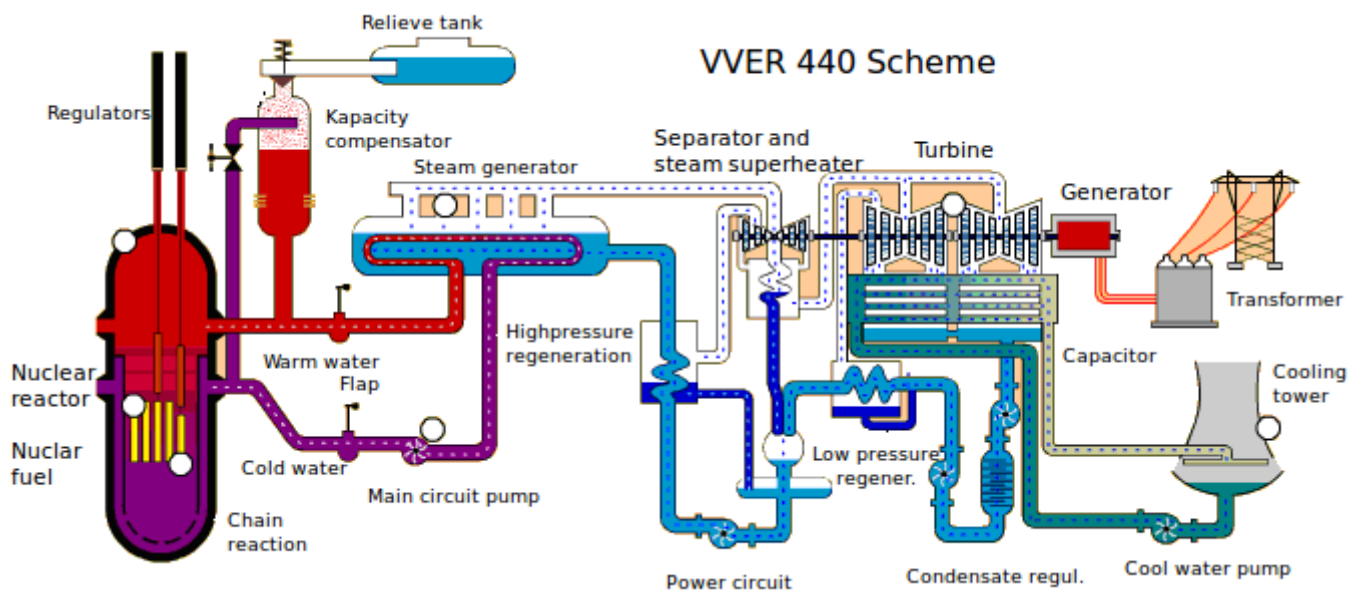 Relieve tank
VVER 440 Scheme
Regulators
Kapacity
compensator
Separator and
steam superheater
Turbine
Steam generator
Generator
Transformer
Highpressure
regeneration
Warm water
Flap
Capacitor
Nuclear
reactor
Cooling
tower
Nuclar
fuel
Cold water
Low pressure
regener.
Main circuit pump
Chain
reaction
Power circuit
Condensate regul.
Cool water pump